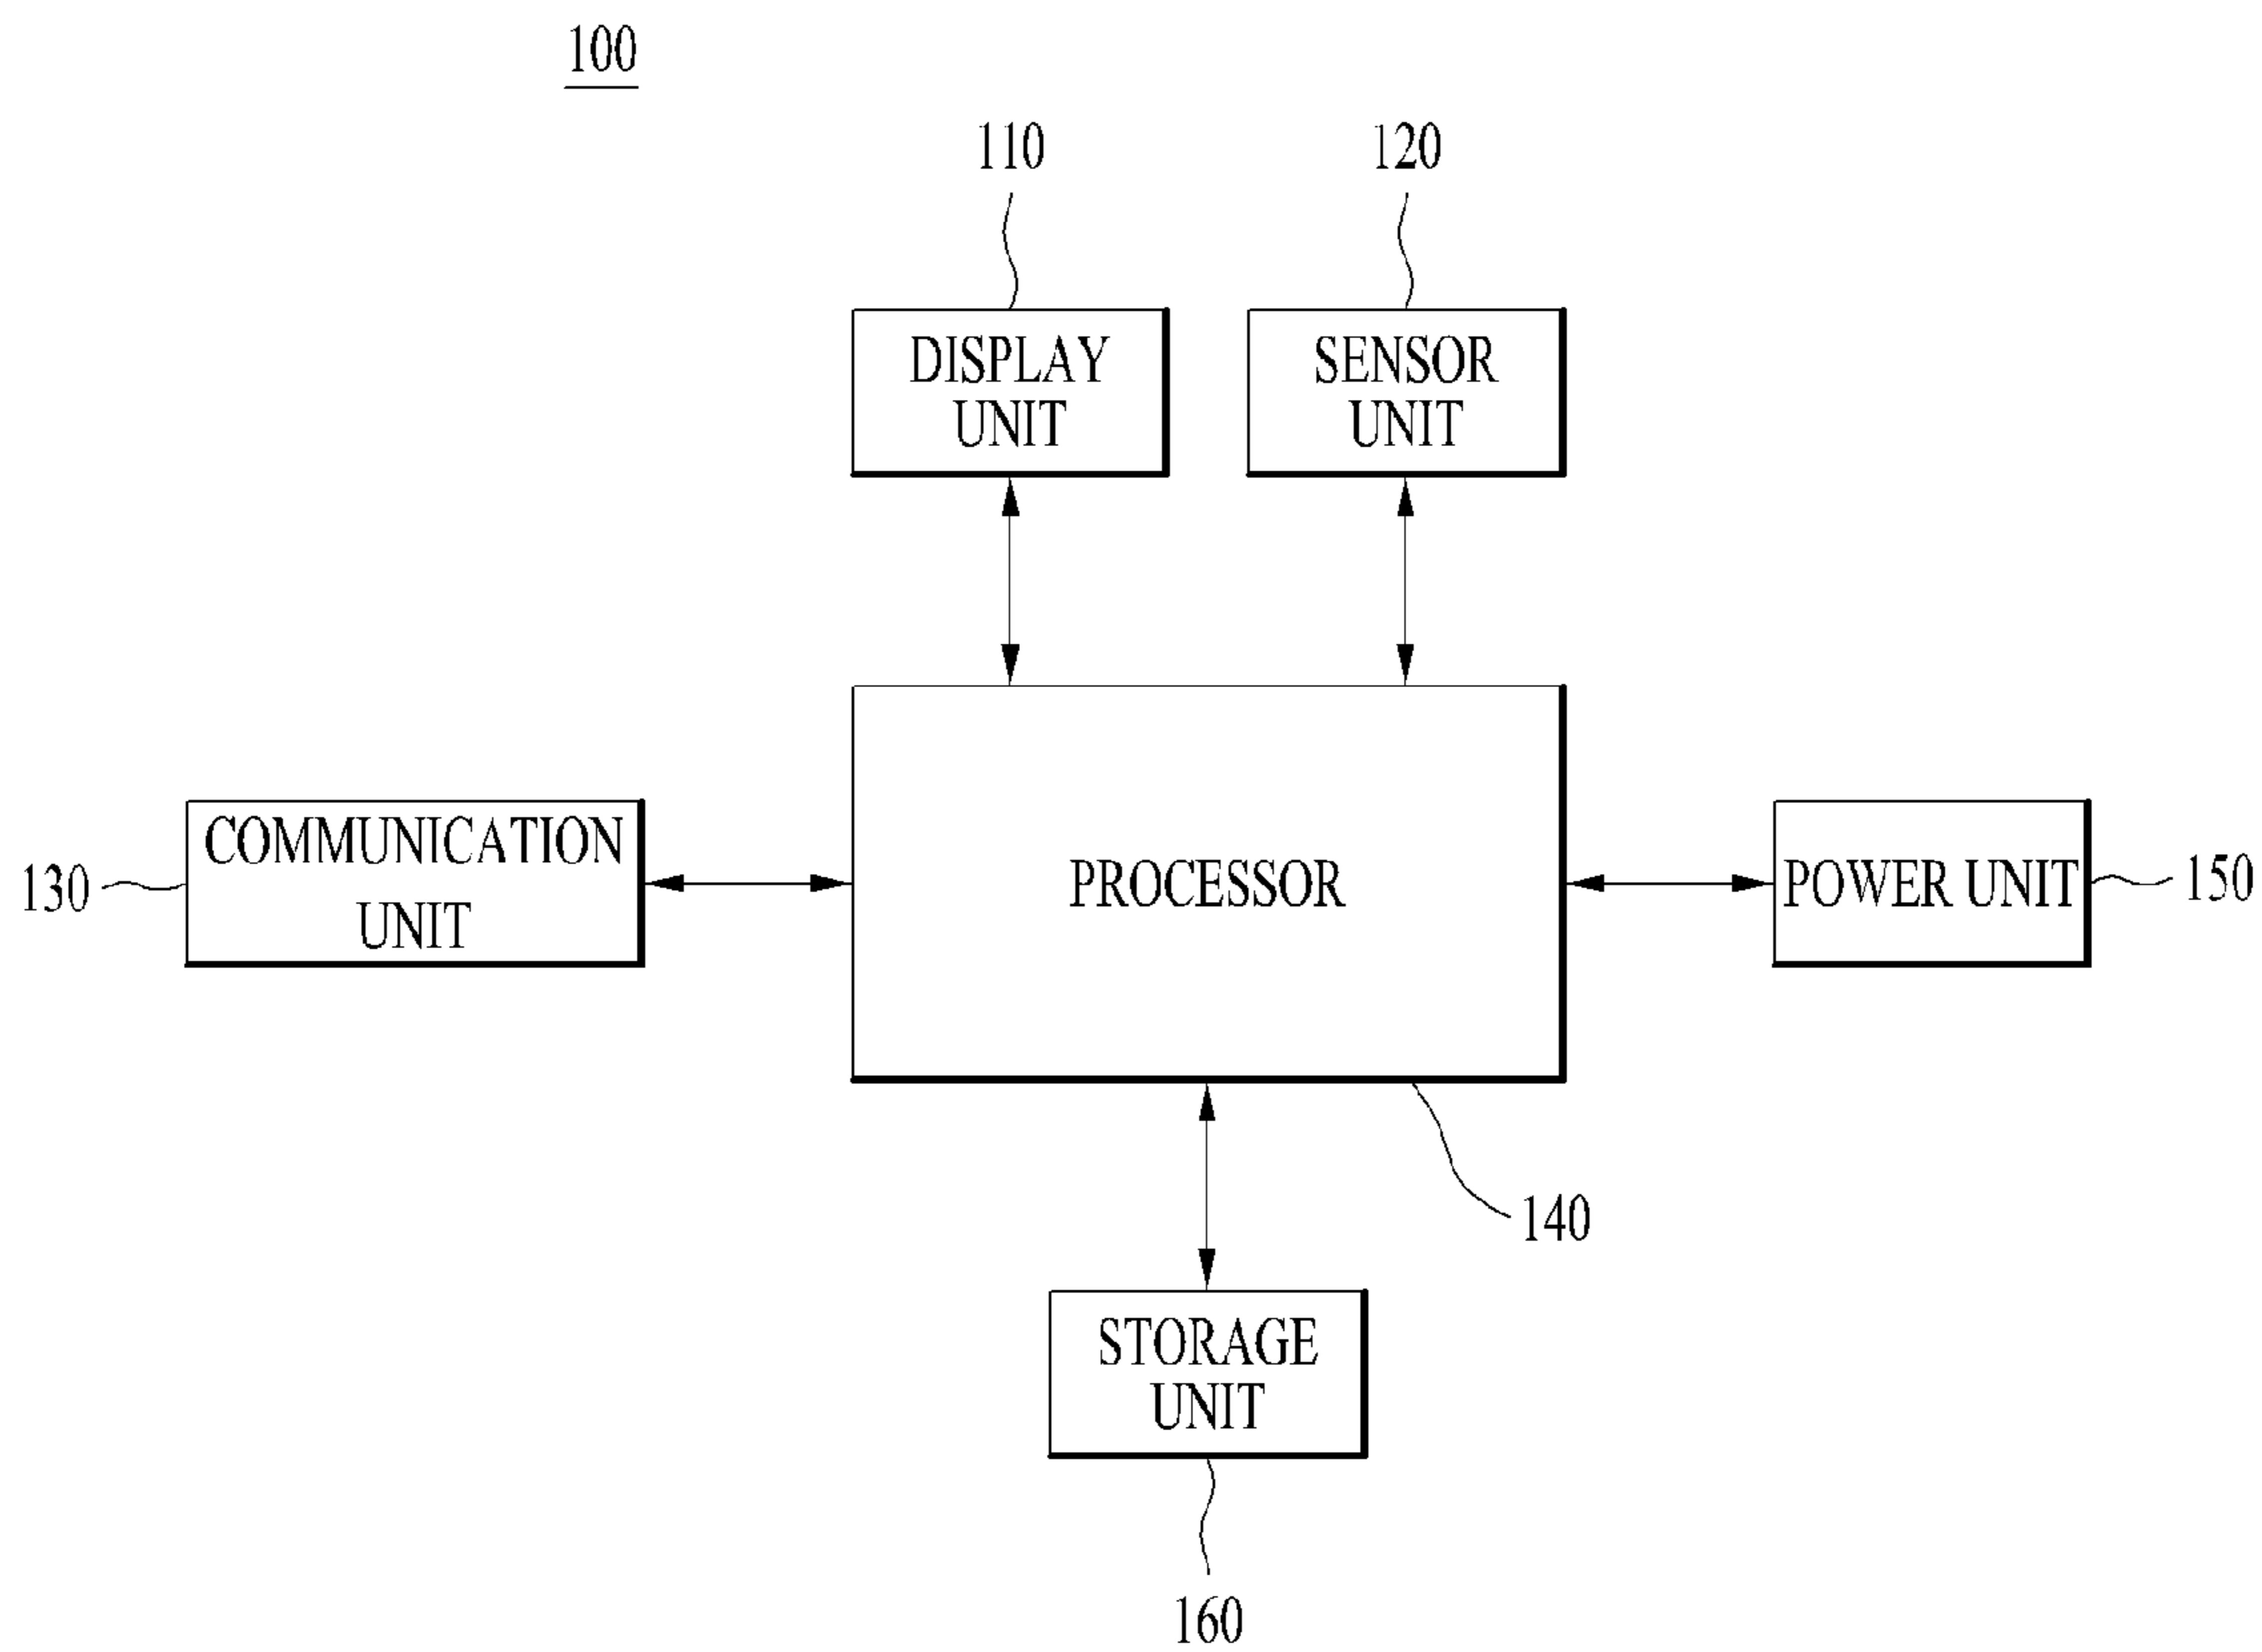 100
110
120
DISPLAY
UNIT
SENSOR
UNIT
130
COMMUNICATION
UNIT
PROCESSOR
POWER UNIT
150
140
STORAGE
UNIT
160